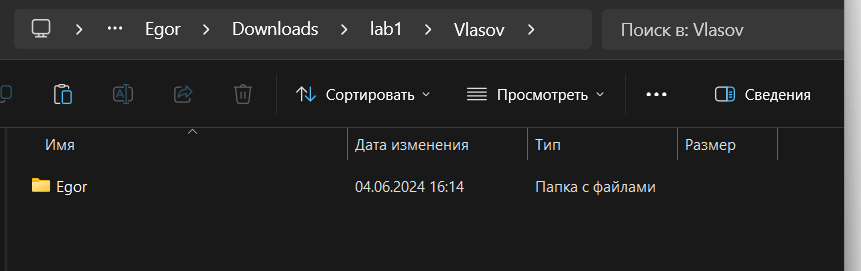 ··· Egor > Downloads > lab1 > Vlasov > Поиск в: Vlasov
Сортировать Просмотреть ··· Сведения
Имя Дата изменения Тип Размер
Egor 04.06.2024 16:14 Папка с файлами